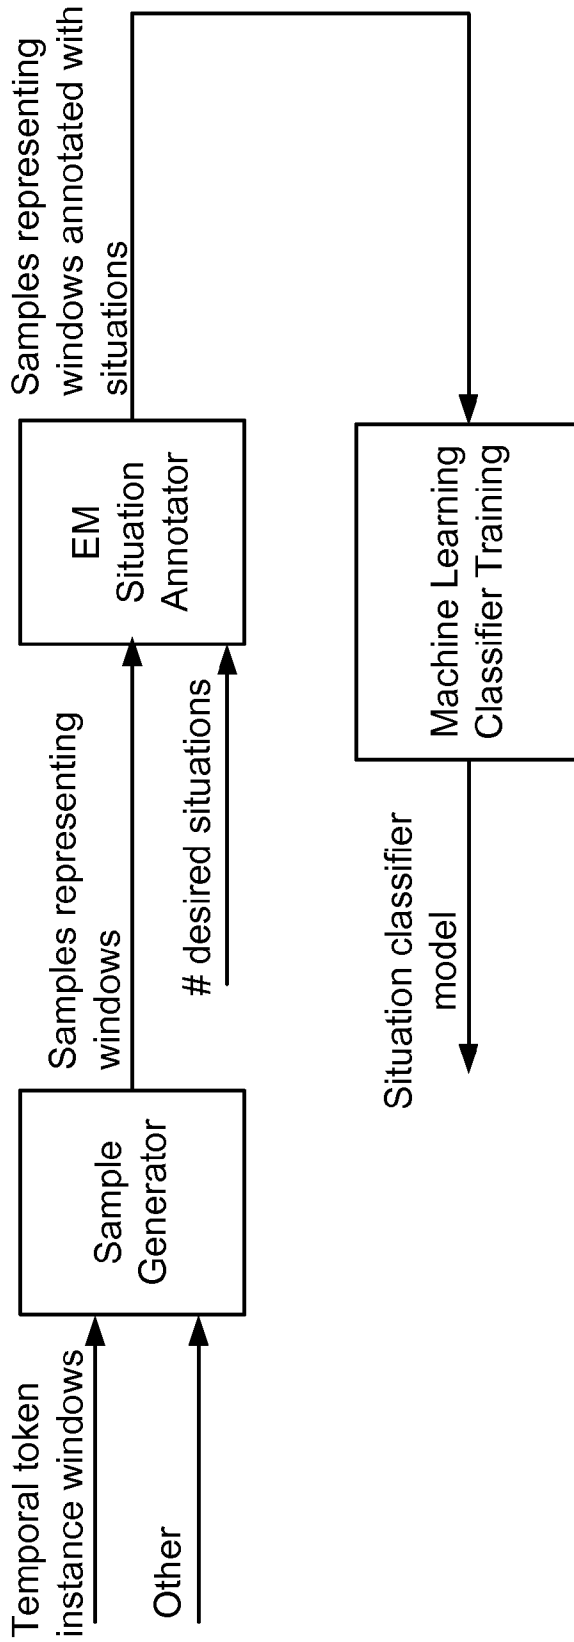 Temporal token
instance windows
Other
Sample
Generator
Samples representing
windows
# desired situations
EM
Situation
Annotator
Samples representing
windows annotated with
situations
Machine Learning
Classifier Training
Situation classifier
model